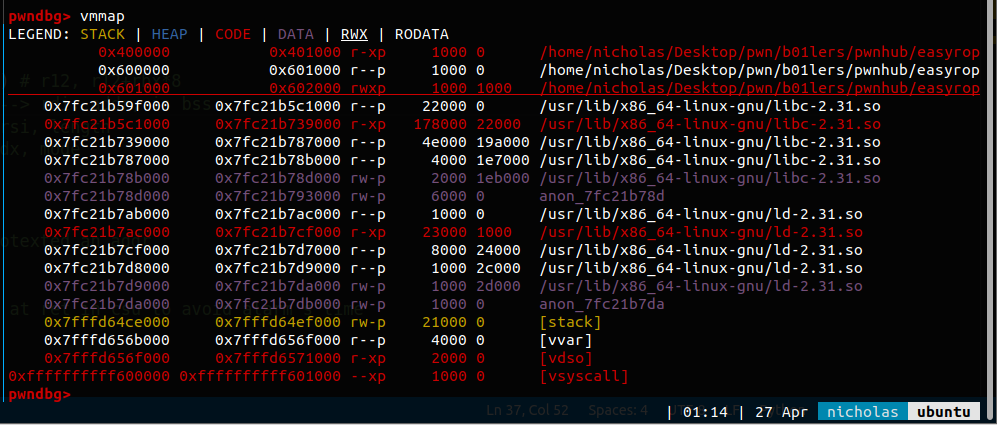 pwndbg> vmmap
LEGEND: STACK | HEAP | CODE | DATA | RWX | RODATA
0x400000 0x401000 r-xp 1000 0 /home/nicholas/Desktop/pwn/b01lers/pwnhub/easyrop
0x600000 0x601000 r--p 1000 0 /home/nicholas/Desktop/pwn/b01lers/pwnhub/easyrop
0x601000 0x602000 rwxp 1000 1000 /home/nicholas/Desktop/pwn/b01lers/pwnhub/easyrop
0x7fc21b59f000 0x7fc21b5c1000 r--p 22000 0 /usr/lib/x86_64-linux-gnu/libc-2.31.so
0x7fc21b5c1000 0x7fc21b739000 r-xp 178000 22000 /usr/lib/x86_64-linux-gnu/libc-2.31.so
0x7fc21b739000 0x7fc21b787000 r--p 4e000 19a000 /usr/lib/x86_64-linux-gnu/libc-2.31.so
0x7fc21b787000 0x7fc21b78b000 r--p 4000 1e7000 /usr/lib/x86_64-linux-gnu/libc-2.31.so
0x7fc21b78b000 0x7fc21b78d000 rw-p 2000 1eb000 /usr/lib/x86_64-linux-gnu/libc-2.31.so
0x7fc21b78d000 0x7fc21b793000 rw-p 6000 0 anon_7fc21b78d
0x7fc21b7ab000 0x7fc21b7ac000 r--p 1000 0 /usr/lib/x86_64-linux-gnu/ld-2.31.so
0x7fc21b7ac000 0x7fc21b7cf000 r-xp 23000 1000 /usr/lib/x86_64-linux-gnu/ld-2.31.so
0x7fc21b7cf000 0x7fc21b7d7000 r--p 8000 24000 /usr/lib/x86_64-linux-gnu/ld-2.31.so
0x7fc21b7d8000 0x7fc21b7d9000 r--p 1000 2c000 /usr/lib/x86_64-linux-gnu/ld-2.31.so
0x7fc21b7d9000 0x7fc21b7da000 rw-p 1000 2d000 /usr/lib/x86_64-linux-gnu/ld-2.31.so
0x7fc21b7da000 0x7fc21b7db000 rw-p 1000 0 anon_7fc21b7da
0x7fffd64ce000 0x7fffd64ef000 rw-p 21000 0 [stack]
0x7fffd656b000 0x7fffd656f000 r--p 4000 0 [vvar]
0x7fffd656f000 0x7fffd6571000 r-xp 2000 0 [vdso]
0xffffffffff600000 0xffffffffff601000 --xp 1000 0 [vsyscall]
pwndbg>
Ln 37, Col 52 Spaces: 4
| 01:14 | 27 Apr nicholas ubuntu